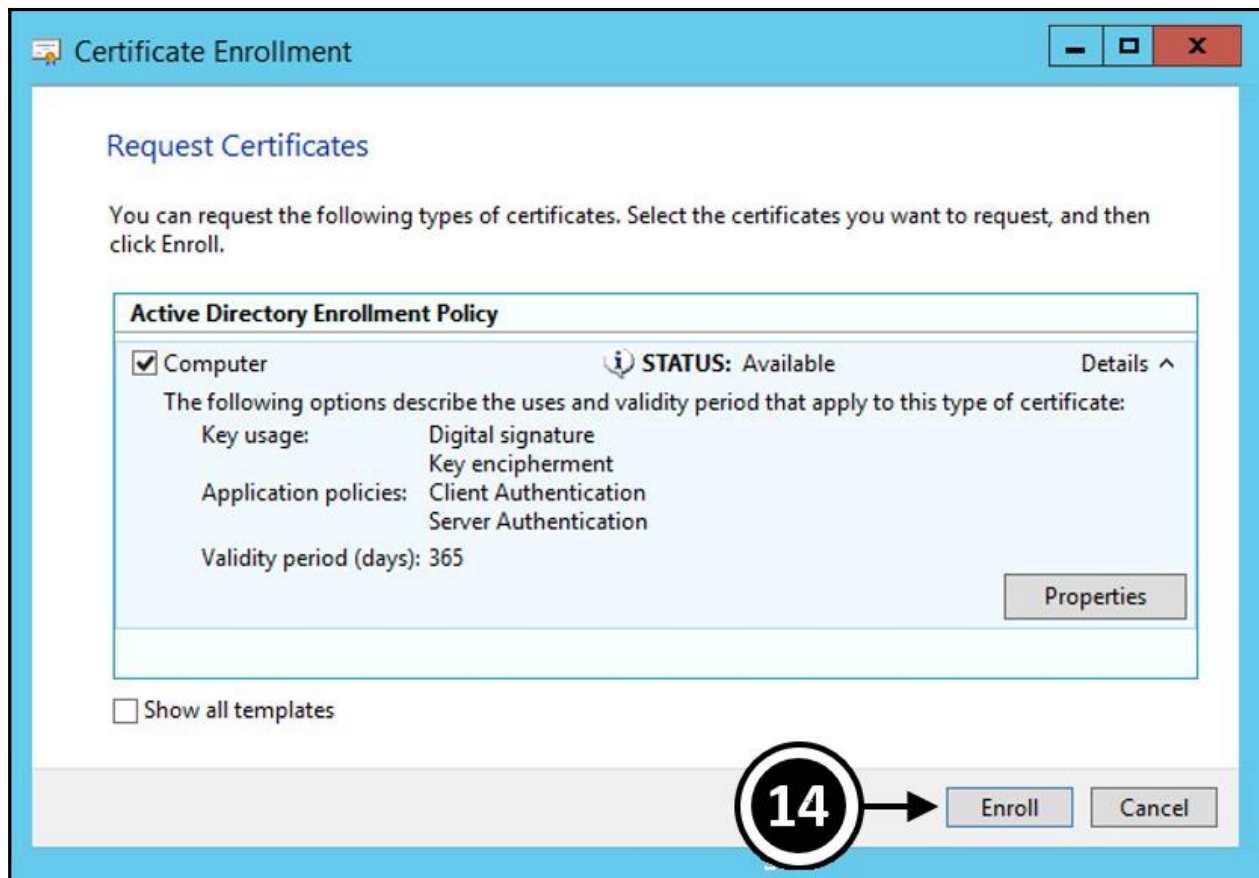 Certificate Enrollment
Request Certificates
You can request the following types of certificates. Select the certificates you want to request, and then
click Enroll.
Active Directory Enrollment Policy
Computer STATUS: Available Details
The following options describe the uses and validity period that apply to this type of certificate:
Key usage: Digital signature
Key encipherment
Application policies: Client Authentication
Server Authentication
Validity period (days): 365
Properties
Show all templates
14 Enroll Cancel